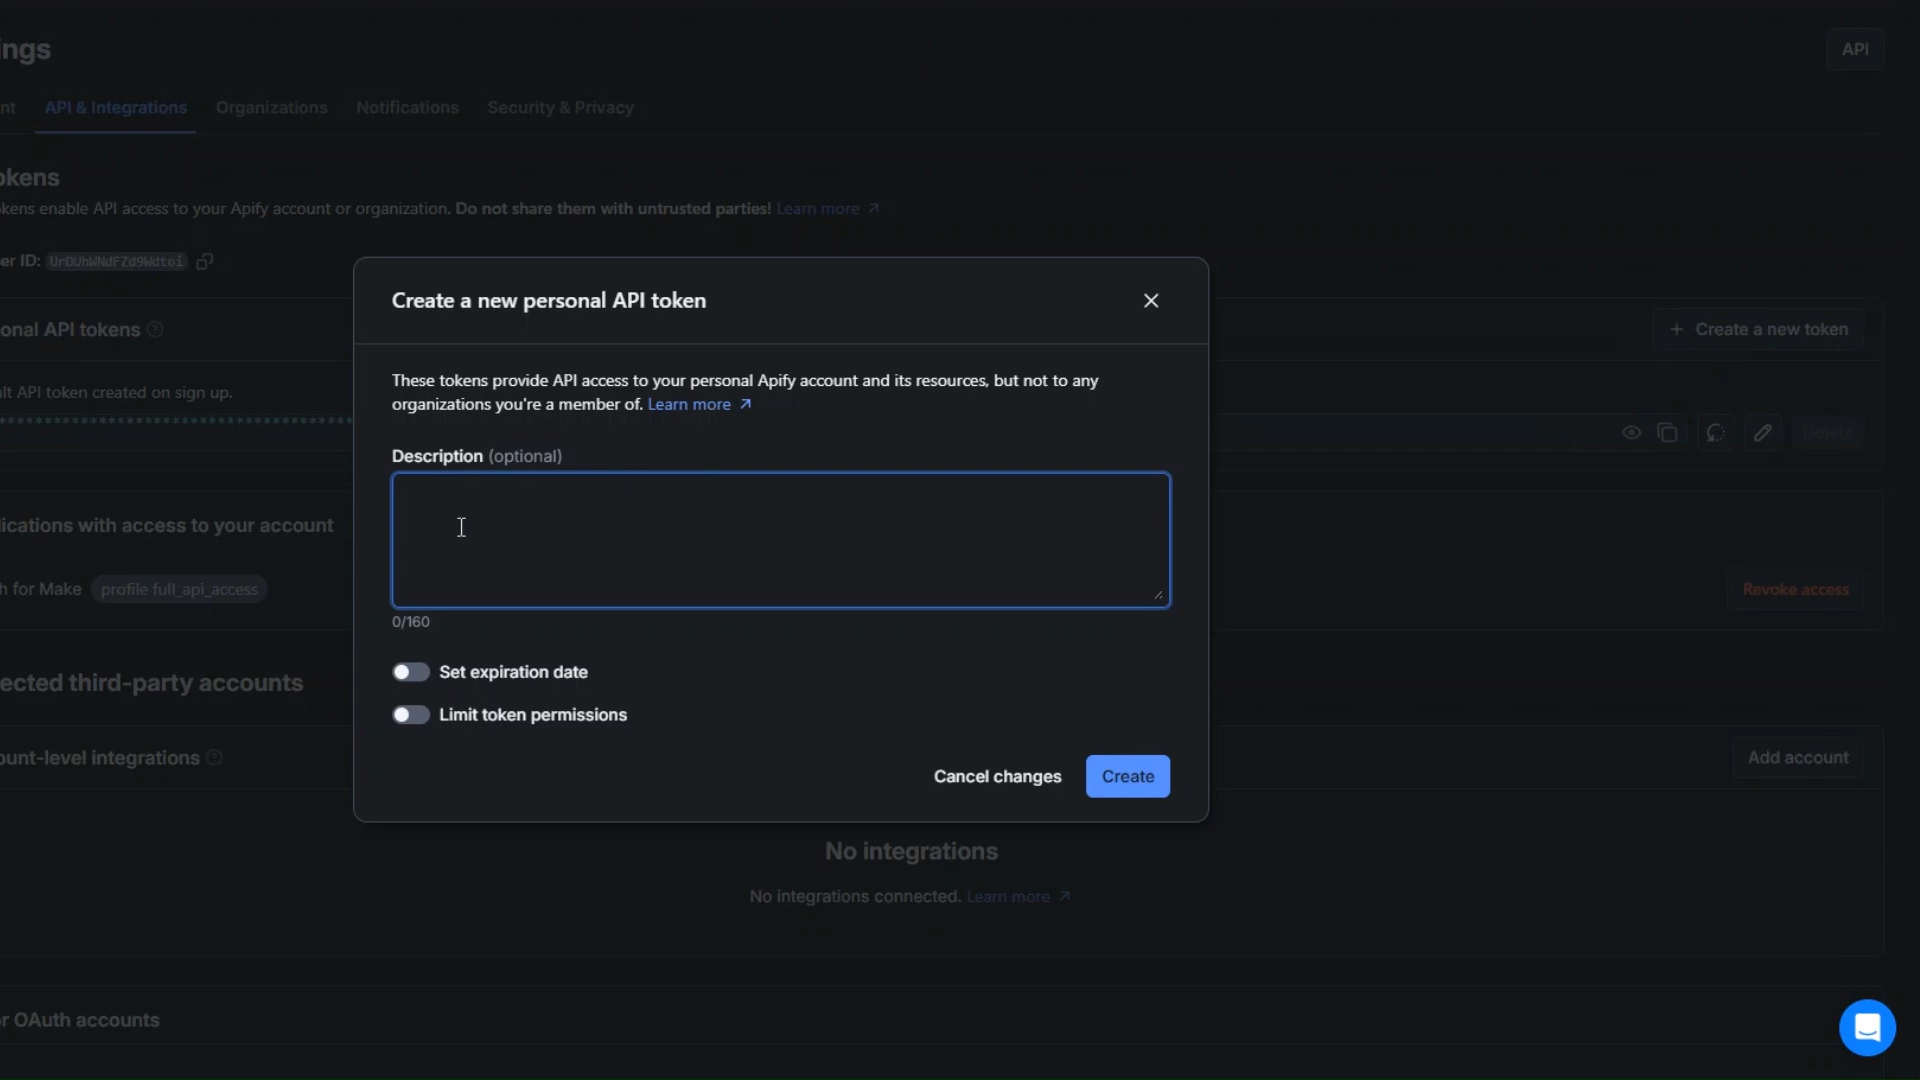 ings
API
nt API & Integrations Organizations Notifications Security & Privacy
okens
kens enable API access to your Apify account or organization. Do not share them with untrusted parties! Learn more
er ID: UrDUhWNdFZd9Wdtoi
onal API tokens
+ Create a new token
ult API token created on sign up.
**************************************
Delete
lications with access to your account
h for Make profile full_api_access
Revoke access
ected third-party accounts
ount-level integrations
Add account
No integrations
No integrations connected. Learn more
r OAuth accounts
Create a new personal API token
These tokens provide API access to your personal Apify account and its resources, but not to any
organizations you're a member of. Learn more
Description (optional)
0/160
Set expiration date
Limit token permissions
Cancel changes Create